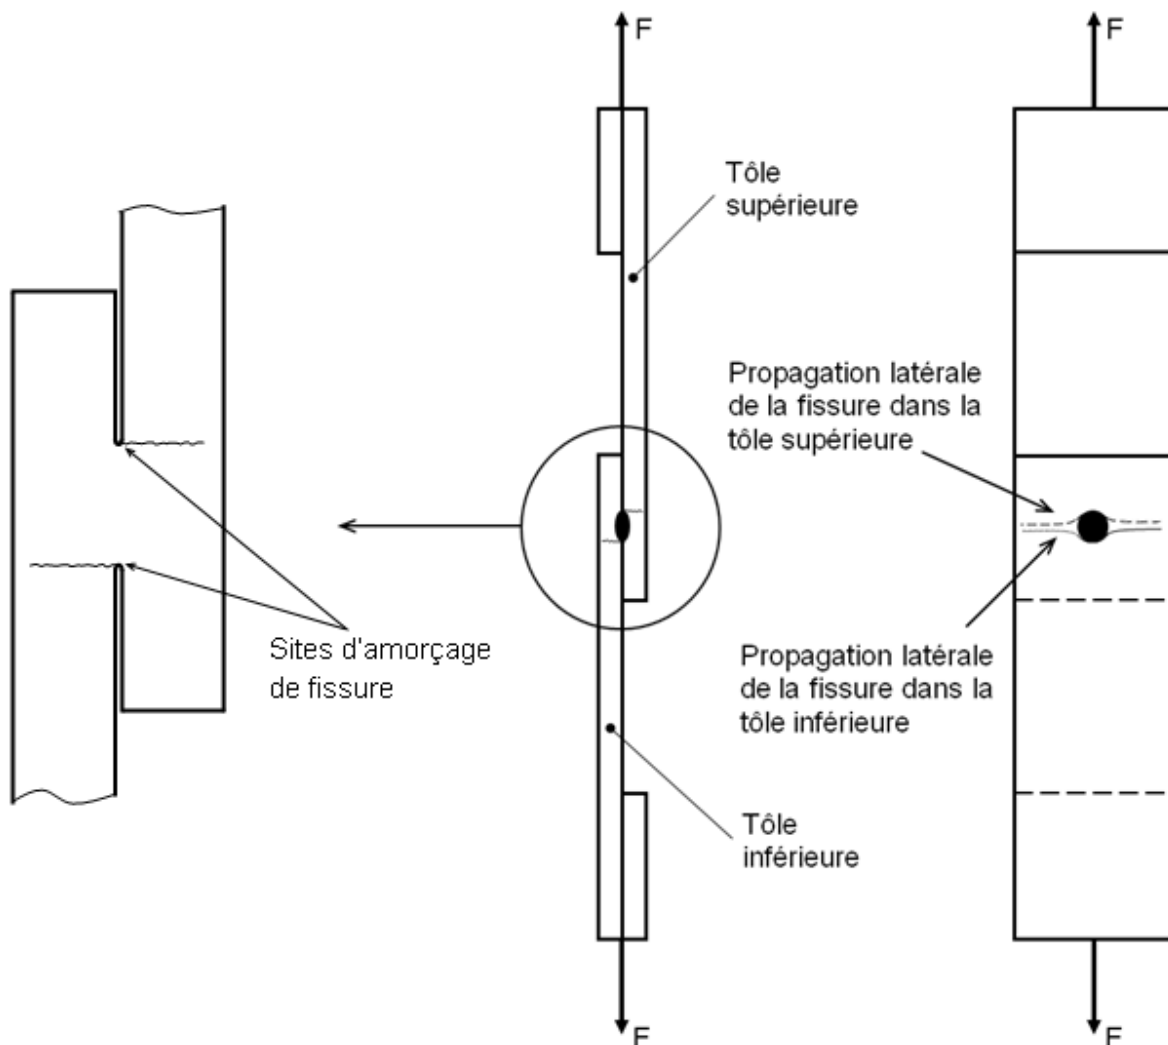 F
F
Tôle
supérieure
Propagation latérale
de la fissure dans la
tôle supérieure
Sites d'amorçage
de fissure
Propagation latérale
de la fissure dans la
tôle inférieure
Tôle
inférieure
F
F